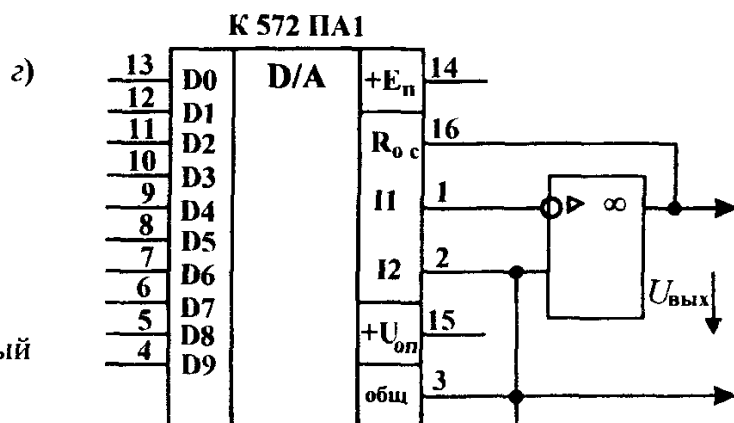 К 572 ПА1
г)
13 D0 D/A +Eп 14
12 D1
11 D2 Rо с 16
10 D3
9 D4 I1 1 ∞
8 D5
7 D6 I2 2
6 D7 Uвых
5 D8 +Uоп 15
ый
4 D9 общ 3